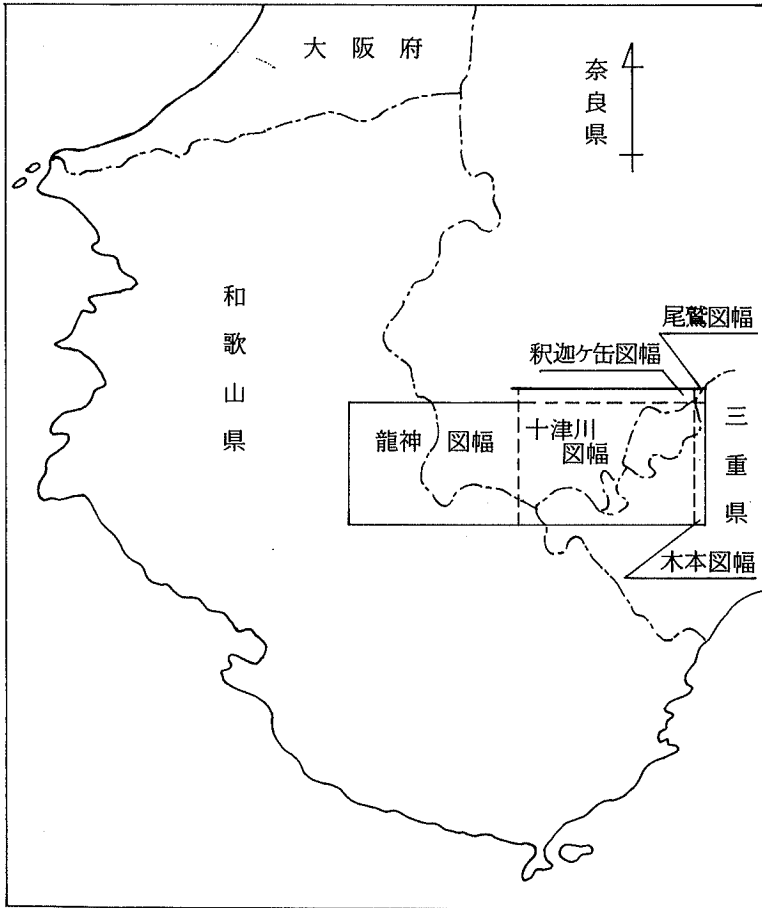 大阪府
奈良県
和歌山県
尾鷲図幅
釈迦ケ缶図幅
三重県
龍神図幅
十津川
図幅
木本図幅